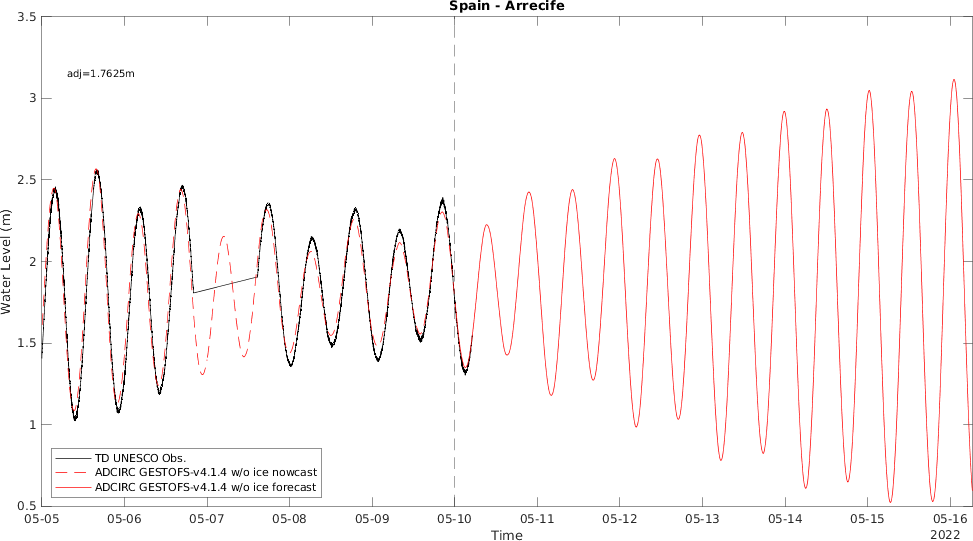 Spain - Arrecife
3.5
3
2.5
2
1.5
1
0.5
Water Level (m)
adj=1.7625m
TD UNESCO Obs.
ADCIRC GESTOFS-v4.1.4 w/o ice nowcast
ADCIRC GESTOFS-v4.1.4 w/o ice forecast
05-05 05-06 05-07 05-08 05-09 05-10 05-11 05-12 05-13 05-14 05-15 05-16
Time
2022